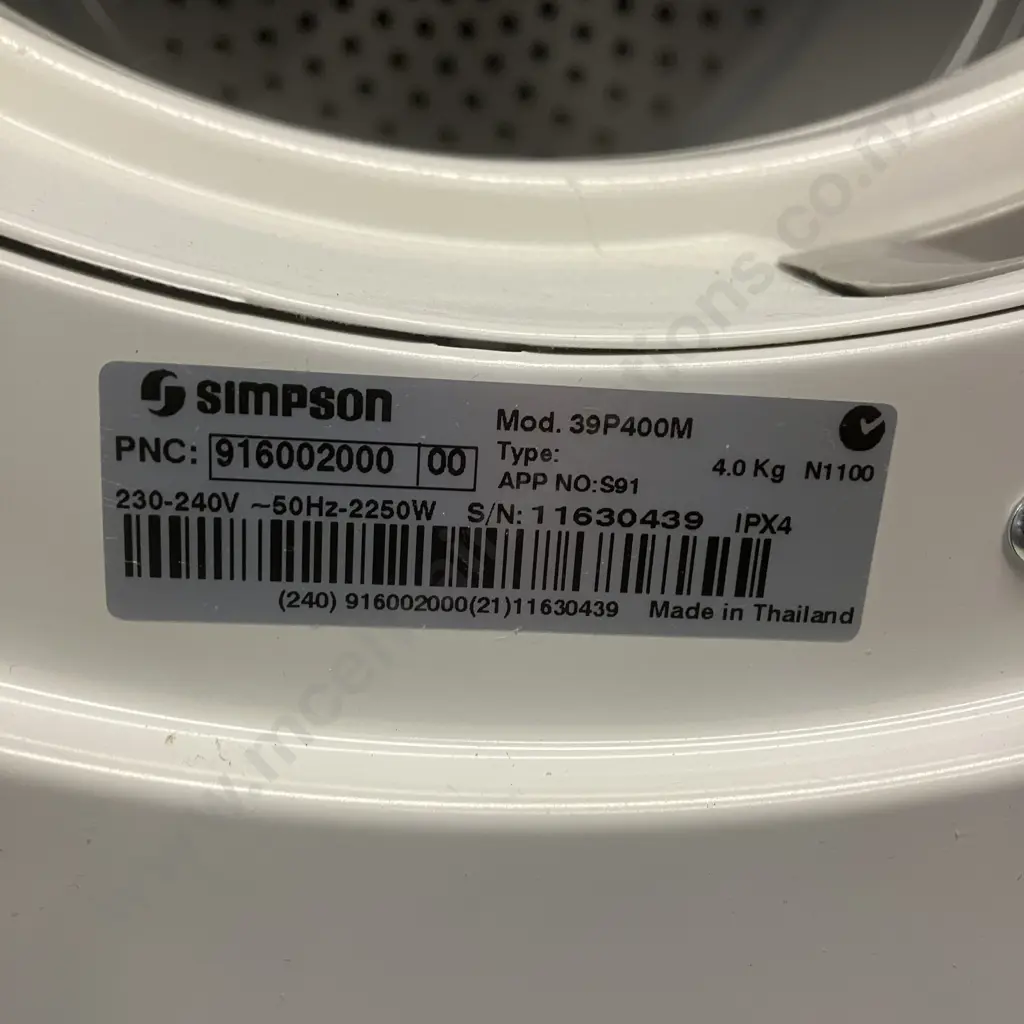 SIMPSON
Mod. 39P400M
PNC: 916002000 00
Type:
4.0 Kg N1100
APP NO:S91
230-240V ~50Hz-2250W S/N: 11630439 IPX4
(240) 916002000(21)11630439 Made in Thailand